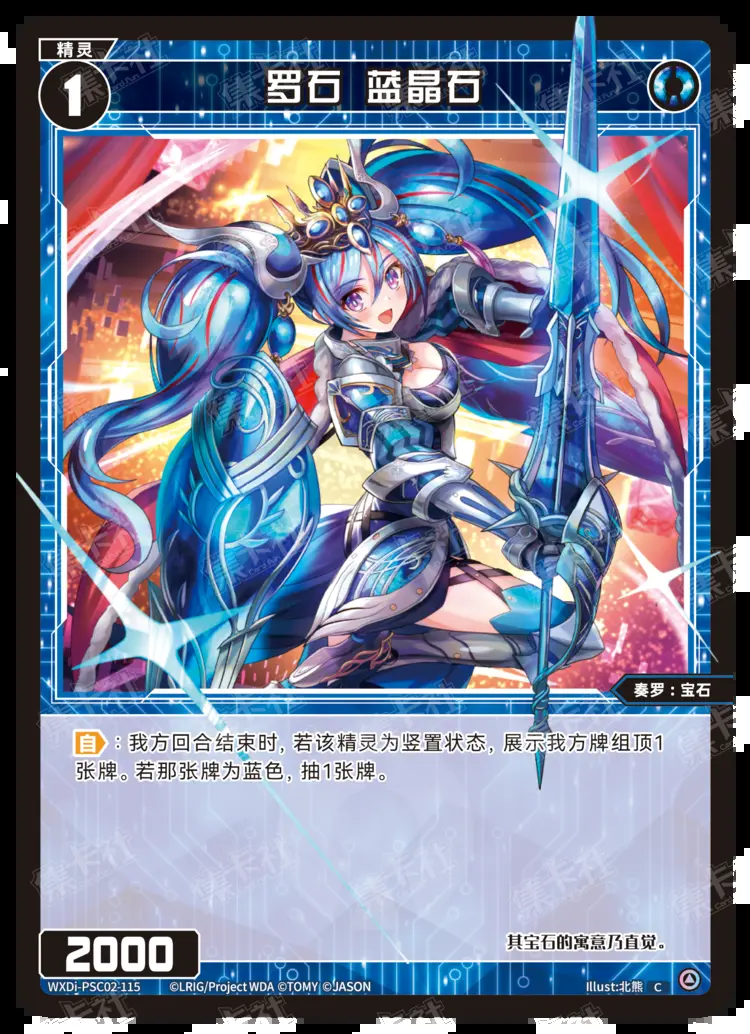 精灵
1
罗石 蓝晶石
奏罗：宝石
自：我方回合结束时，若该精灵为竖置状态，展示我方牌组顶1
张牌。若那张牌为蓝色，抽1张牌。
其宝石的寓意乃直觉。
2000
WXDi-PSC02-115 ©LRIG/Project WDA ©TOMY ©JASON Illust:北熊 C
集卡社